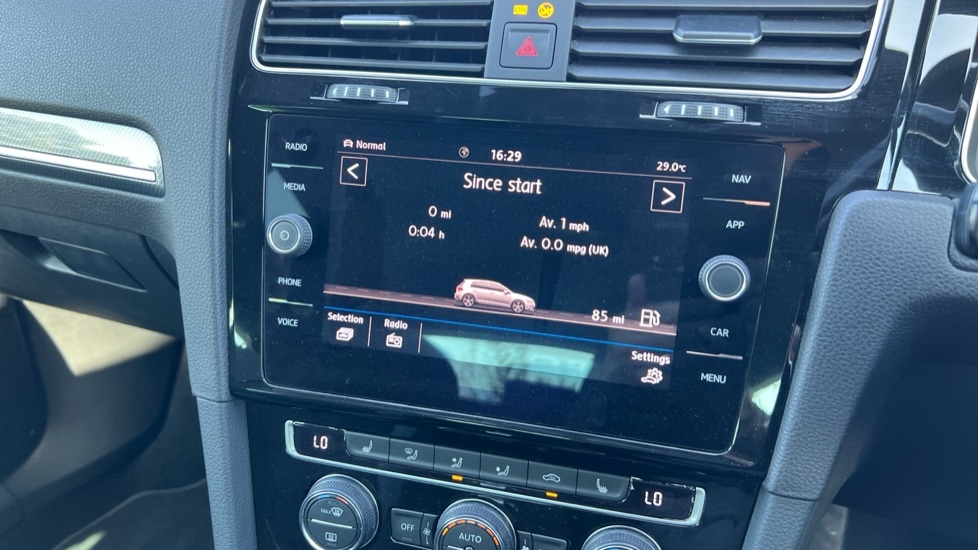 RADIO
MEDIA
PHONE
VOICE
Normal
16:29
29.0°C
Since start
0 mi
0:04 h
Av. 1 mph
Av. 0.0 mpg (UK)
85 mi
Selection
Radio
Settings
NAV
APP
CAR
MENU
LO
LO
MAX
OFF
AUTO